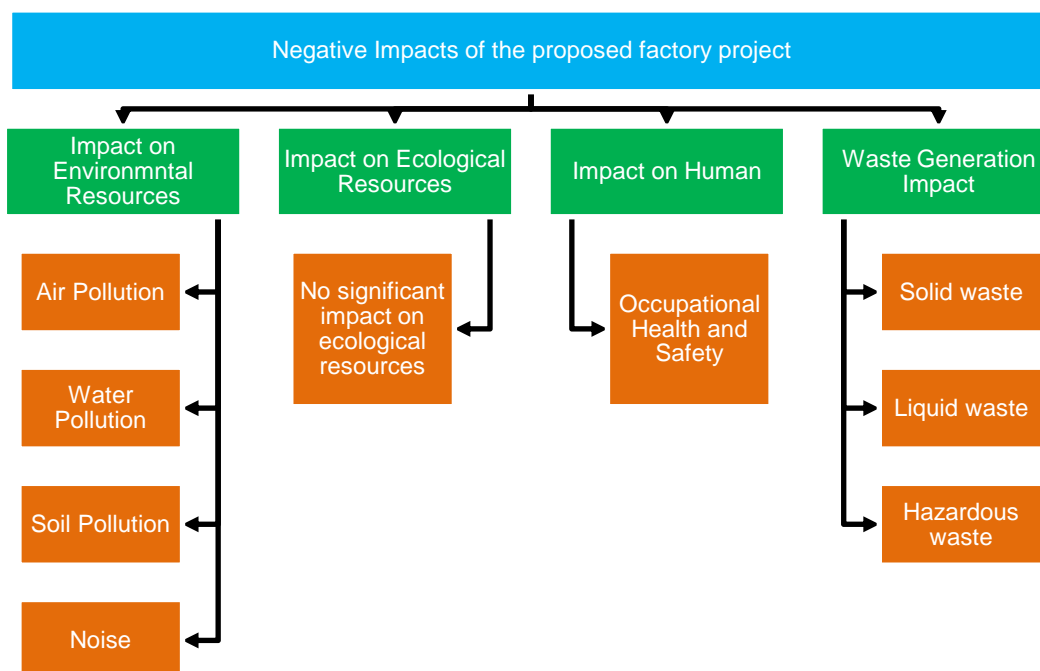 Negative Impacts of the proposed factory project
Impact on
Environmntal
Resources
Impact on Ecological
Resources
Impact on Human
Waste Generation
Impact
Air Pollution
Water
Pollution
Soil Pollution
Noise
No significant
impact on
ecological
resources
Occupational
Health and
Safety
Solid waste
Liquid waste
Hazardous
waste